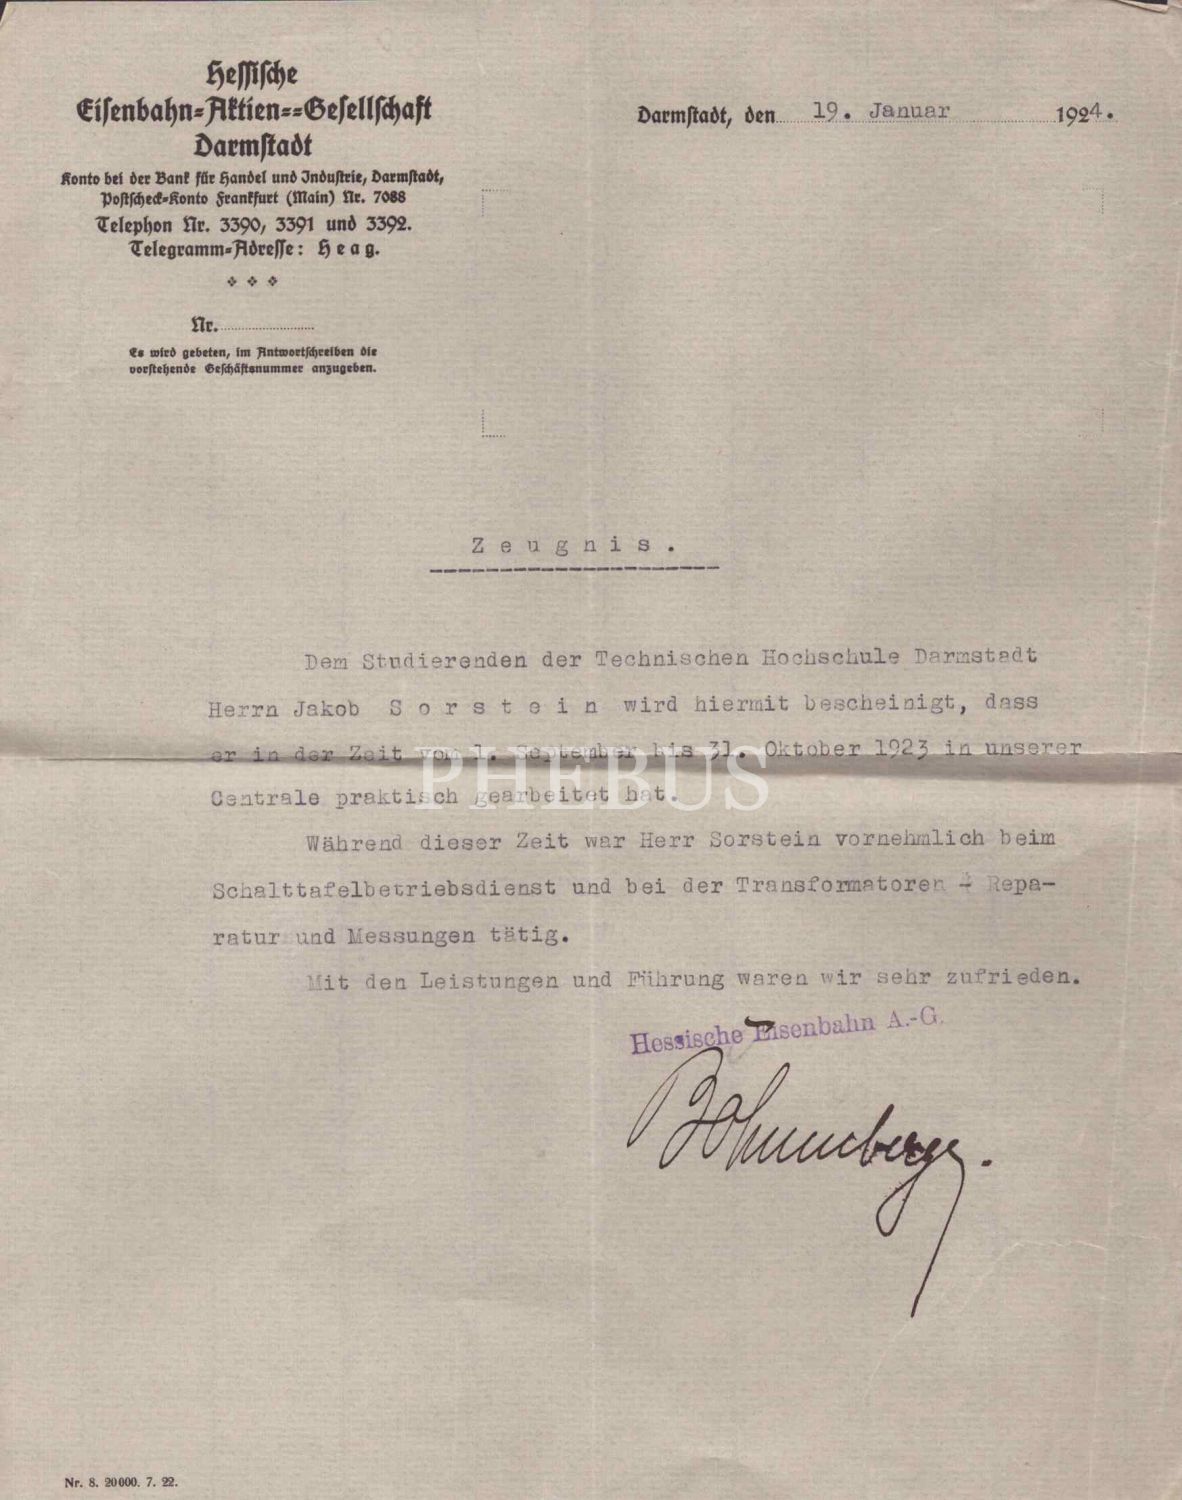 Hessische
Eisenbahn-Aktien-Gesellschaft
Darmstadt
Konto bei der Bank für Handel und Industrie, Darmstadt,
Postscheck-Konto Frankfurt (Main) Nr. 7088
Telephon Nr. 3390, 3391 und 3392.
Telegramm-Adresse: Heag.
Nr.
Es wird gebeten, im Antwortschreiben die
vorstehende Geschäftsnummer anzugeben.
Darmstadt, den 19. Januar 1924.
Zeugnis.
Dem Studierenden der Technischen Hochschule Darmstadt
Herrn Jakob Sorstein wird hiermit bescheinigt, dass
er in der Zeit vom 1. September bis 31. Oktober 1923 in unserer
Centrale praktisch gearbeitet hat.
PHEBUS
Während dieser Zeit war Herr Sorstein vornehmlich beim
Schalttafelbetriebsdienst und bei der Transformatoren - Repa-
ratur und Messungen tätig.
Mit den Leistungen und Führung waren wir sehr zufrieden.
Hessische Eisenbahn A.-G.
Nr. 8. 20000. 7. 22.